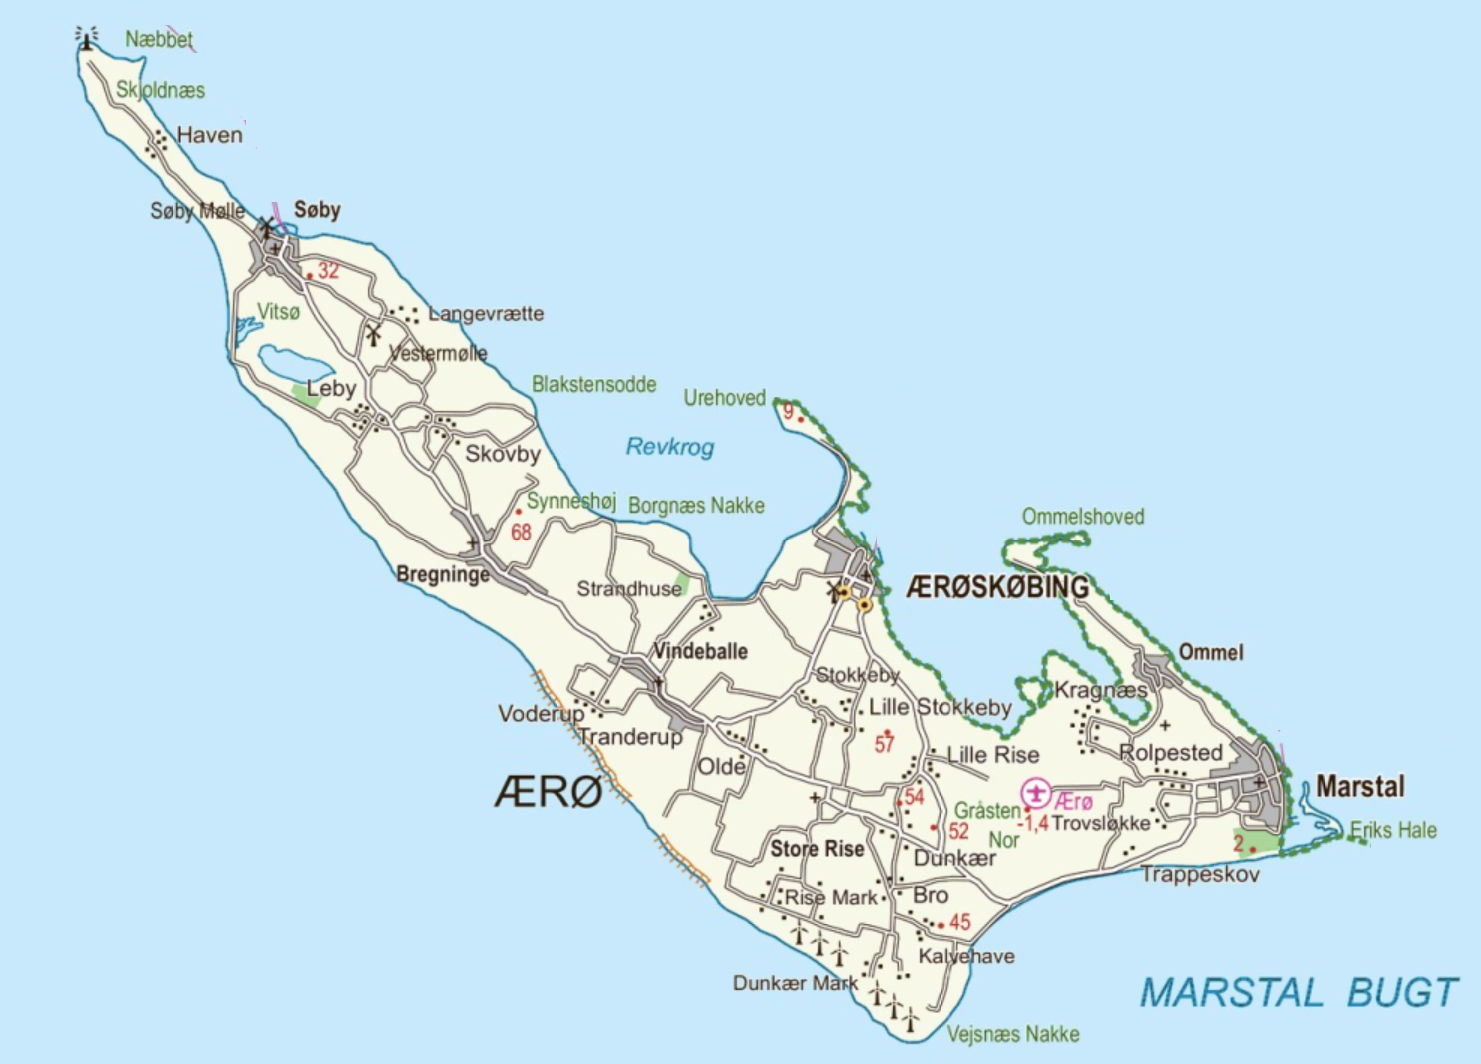 Næbbet
Skjoldnæs
Haven
Søby Mølle
Søby
32
Vitsø
Langevrætte
Vestermølle
Leby
Blakstensodde
Urehoved
9
Revkrog
Skovby
Synneshøj
68
Borgnæs Nakke
Ommelshoved
Bregninge
Strandhuse
ÆRØSKØBING
Vindeballe
Ommel
Stokkeby
Kragnæs
Voderup
Tranderup
Lille Stokkeby
57
Olde
Lille Rise
Rolpested
ÆRØ
54
Ærø
Marstal
Gråsten
Nor
-1,4
Trovsløkke
52
Eriks Hale
2
Store Rise
Dunkær
Trappeskov
Rise Mark
Bro
45
Kalvehave
Dunkær Mark
MARSTAL BUGT
Vejsnæs Nakke